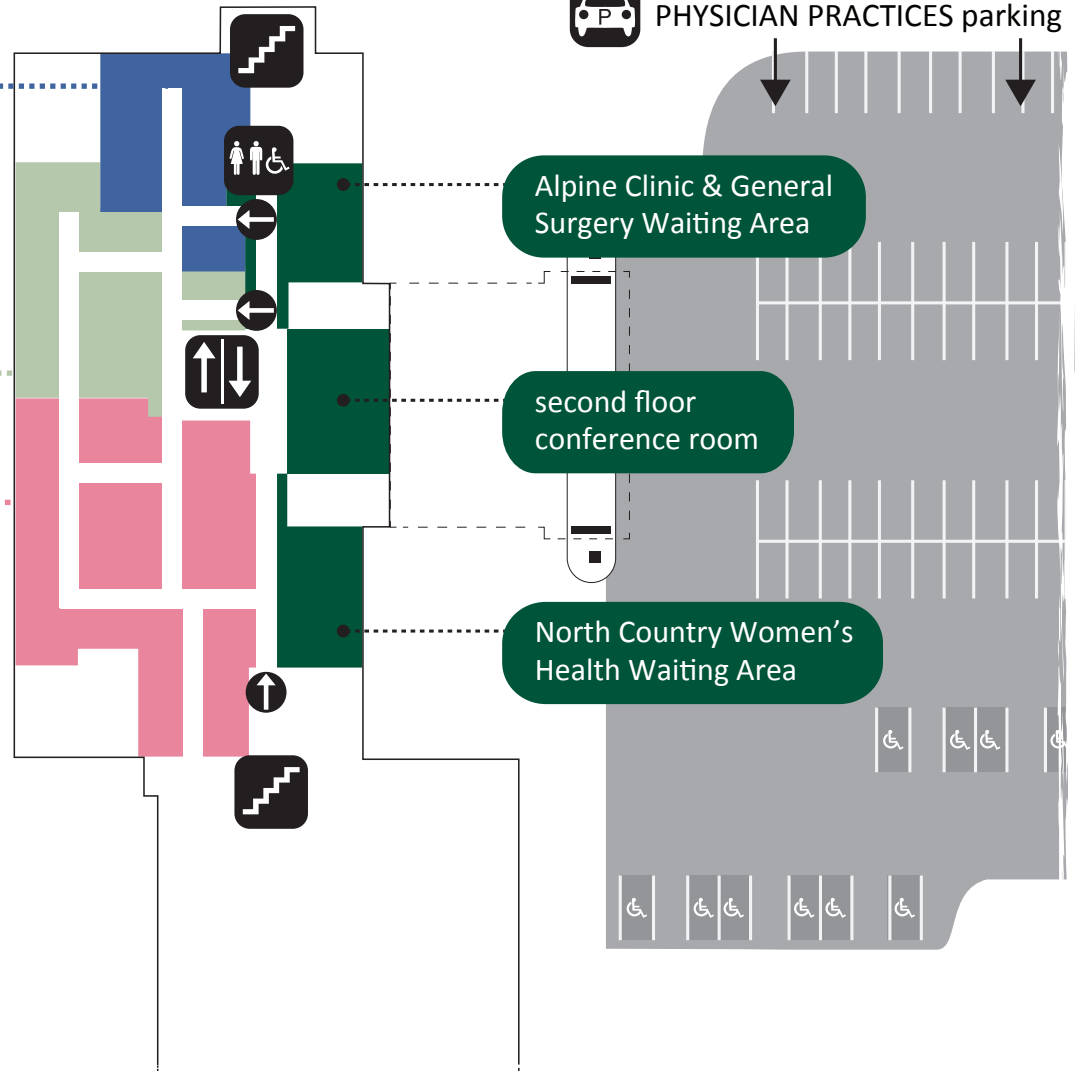 P
PHYSICIAN PRACTICES parking
Alpine Clinic & General
Surgery Waiting Area
second floor
conference room
North Country Women’s
Health Waiting Area